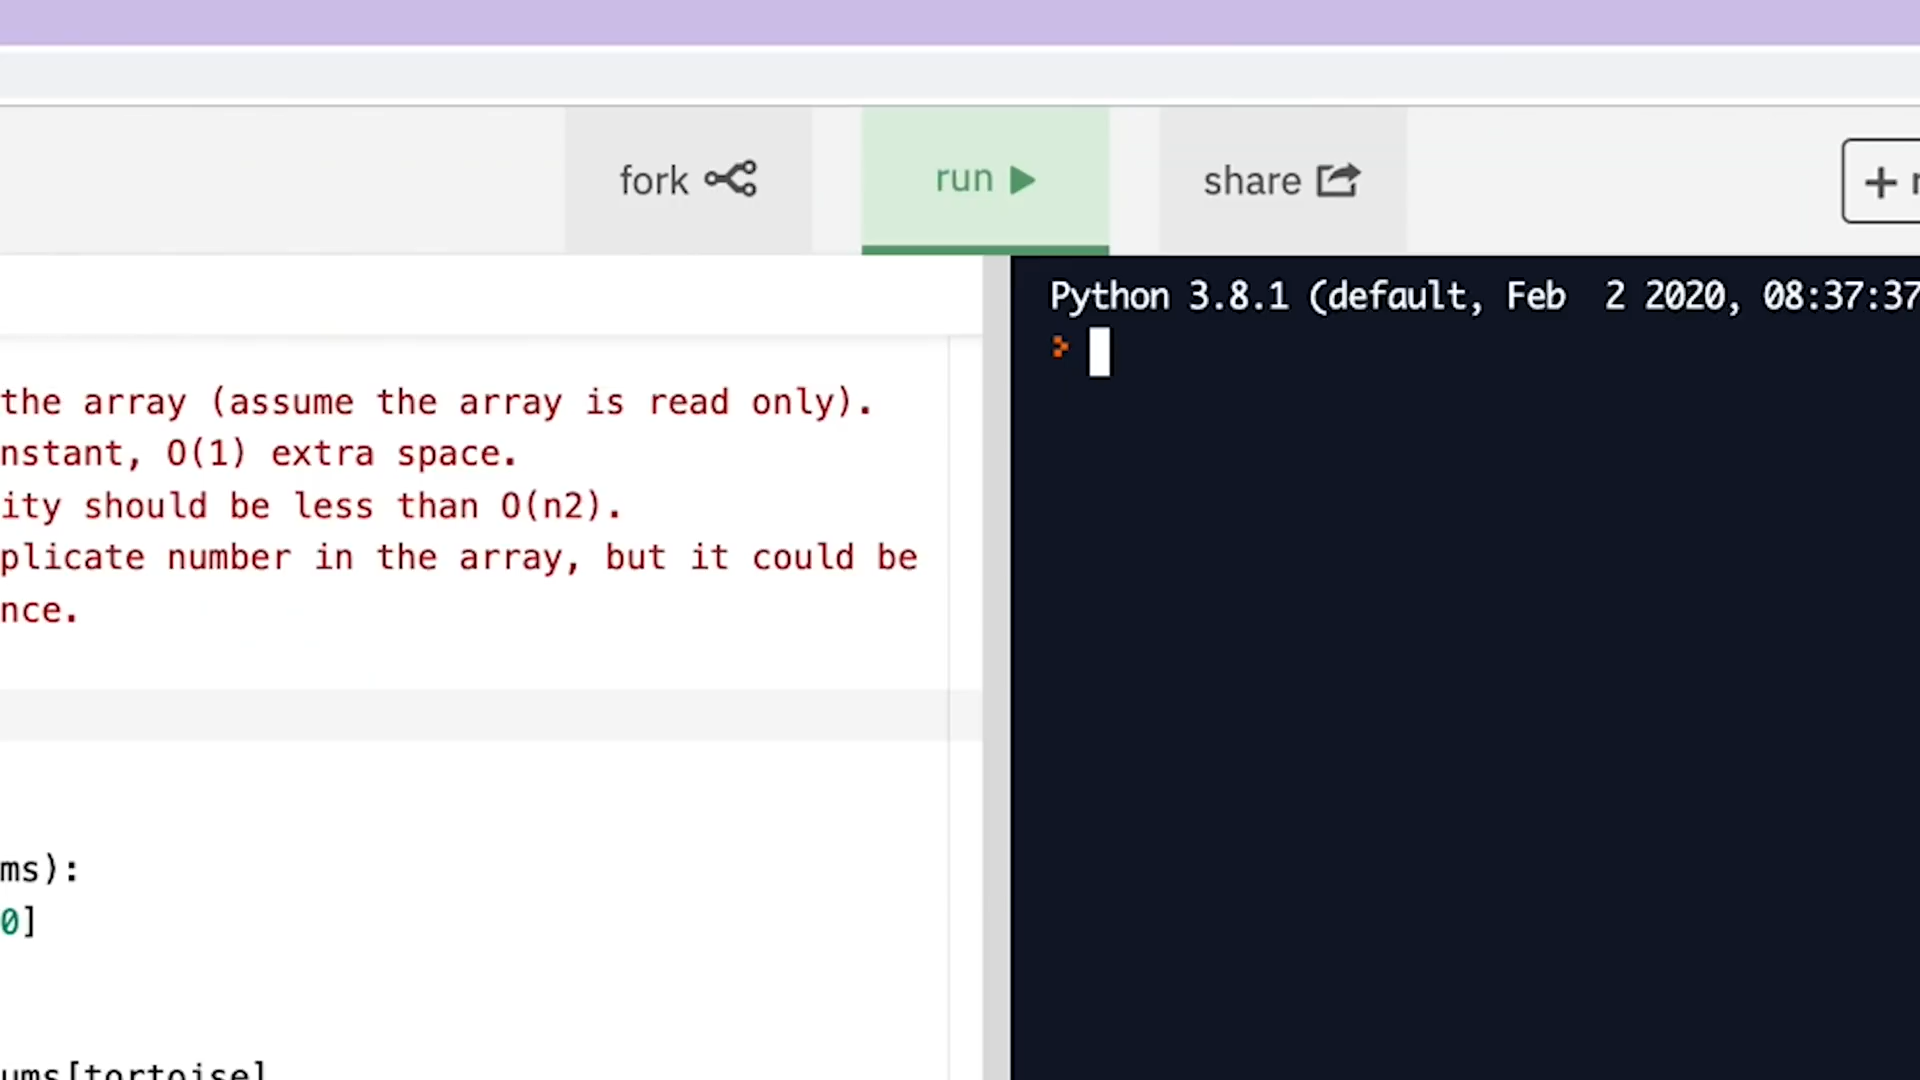 fork run share +
Python 3.8.1 (default, Feb 2 2020, 08:37:37
the array (assume the array is read only).
nstant, O(1) extra space.
ity should be less than O(n2).
plicate number in the array, but it could be
nce.
ms):
0]
ums[tortoise]